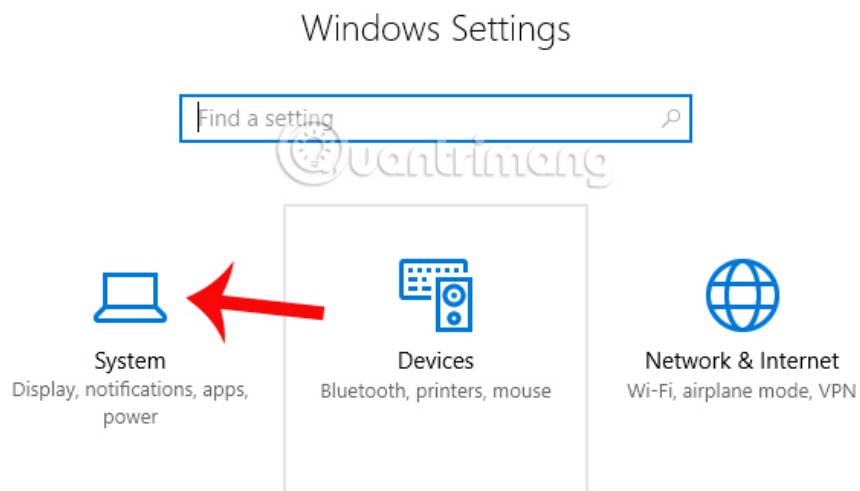 Windows Settings
Find a setting
Quantrimang
System
Display, notifications, apps,
power
Devices
Bluetooth, printers, mouse
Network & Internet
Wi-Fi, airplane mode, VPN